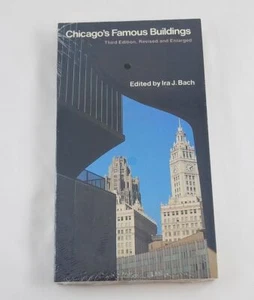 Chicago's Famous Buildings
Third Edition, Revised and Enlarged
Edited by Ira J. Bach